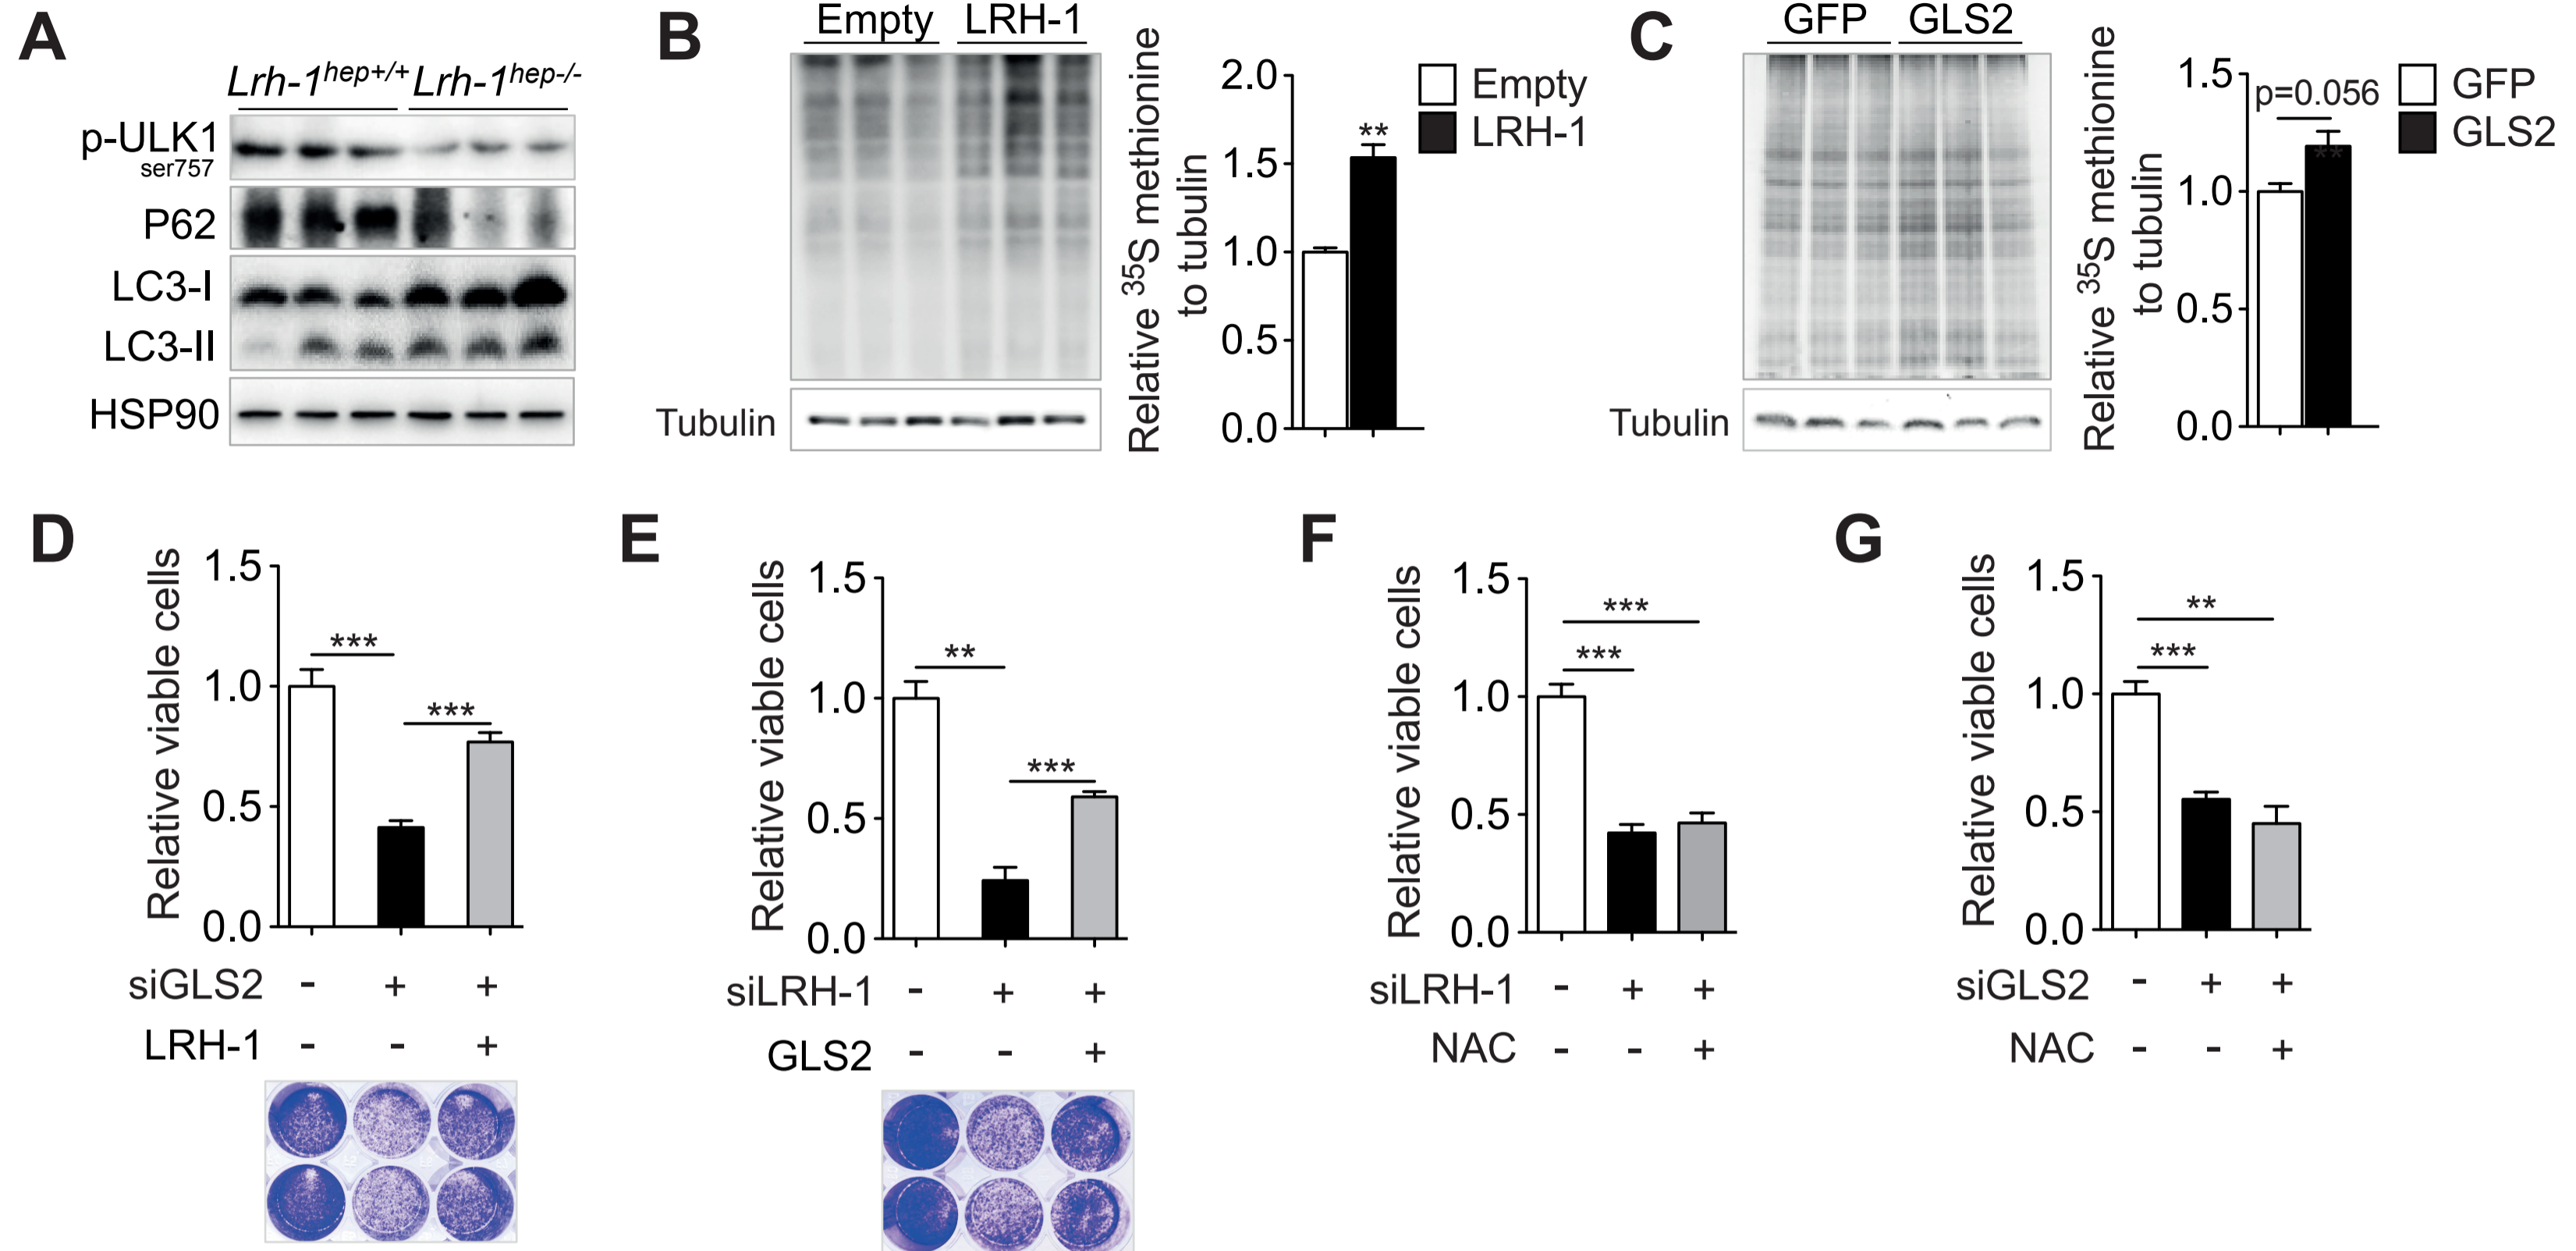 A
Lrh-1hep+/+ Lrh-1hep-/-
p-ULK1
ser757
P62
LC3-I
LC3-II
HSP90
B
Empty LRH-1
Tubulin
Relative 35S methionine
to tubulin
2.0
1.5
1.0
0.5
0.0
**
Empty
LRH-1
C
GFP GLS2
Tubulin
Relative 35S methionine
to tubulin
1.5
1.0
0.5
0.0
p=0.056
**
GFP
GLS2
D
Relative viable cells
1.5
1.0
0.5
0.0
***
***
siGLS2 - + +
LRH-1 - - +
E
Relative viable cells
1.5
1.0
0.5
0.0
**
***
siLRH-1 - + +
GLS2 - - +
F
Relative viable cells
1.5
1.0
0.5
0.0
***
***
siLRH-1 - + +
NAC - - +
G
Relative viable cells
1.5
1.0
0.5
0.0
**
***
siGLS2 - + +
NAC - - +